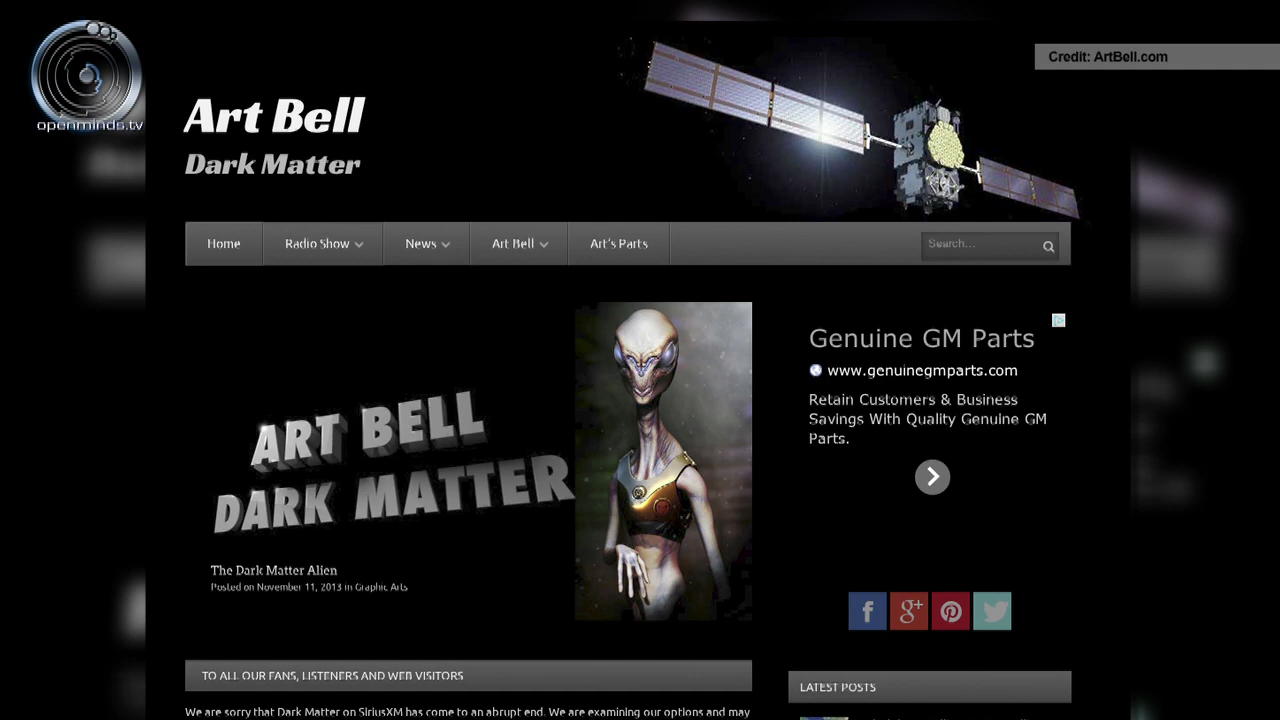 openminds.tv
Credit: ArtBell.com
Art Bell
Dark Matter
Home
Radio Show
News
Art Bell
Art's Parts
Search...
ART BELL
DARK MATTER
The Dark Matter Alien
Posted on November 11, 2013 in Graphic Arts
Genuine GM Parts
www.genuinegmparts.com
Retain Customers & Business
Savings With Quality Genuine GM
Parts.
TO ALL OUR FANS, LISTENERS AND WEB VISITORS
We are sorry that Dark Matter on SiriusXM has come to an abrupt end. We are examining our options and may
LATEST POSTS